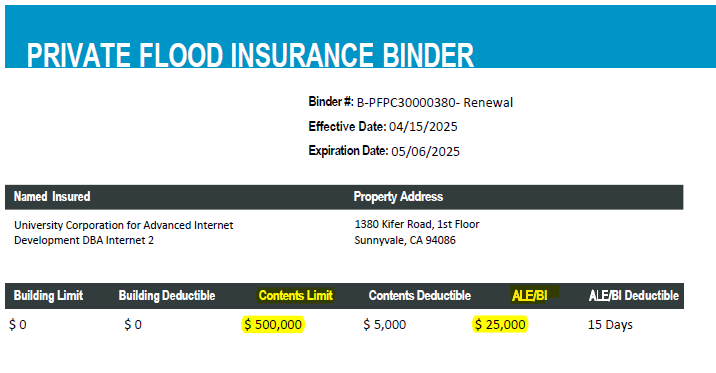 PRIVATE FLOOD INSURANCE BINDER
Binder #: B-PFPC30000380- Renewal
Effective Date: 04/15/2025
Expiration Date: 05/06/2025
Named Insured Property Address
University Corporation for Advanced Internet 1380 Kifer Road, 1st Floor
Development DBA Internet 2 Sunnyvale, CA 94086
Building Limit Building Deductible Contents Limit Contents Deductible ALE/BI ALE/BI Deductible
$ 0 $ 0 $ 500,000 $ 5,000 $ 25,000 15 Days